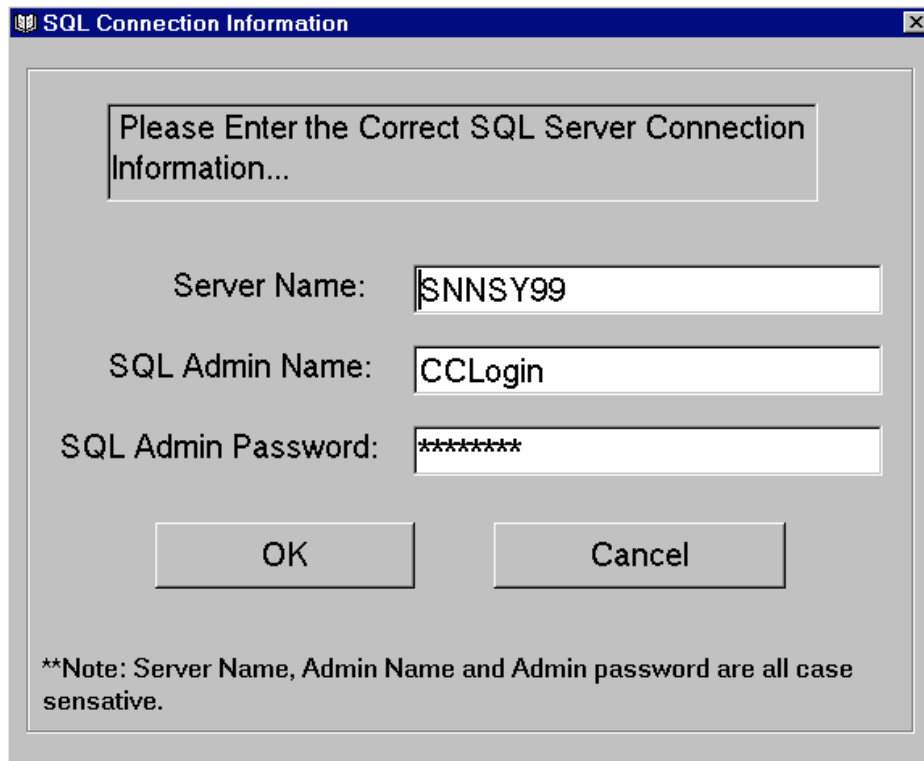 SQL Connection Information
Please Enter the Correct SQL Server Connection
Information...
Server Name:
SNNSY99
SQL Admin Name:
CCLogin
SQL Admin Password:
********
OK
Cancel
**Note: Server Name, Admin Name and Admin password are all case
sensative.